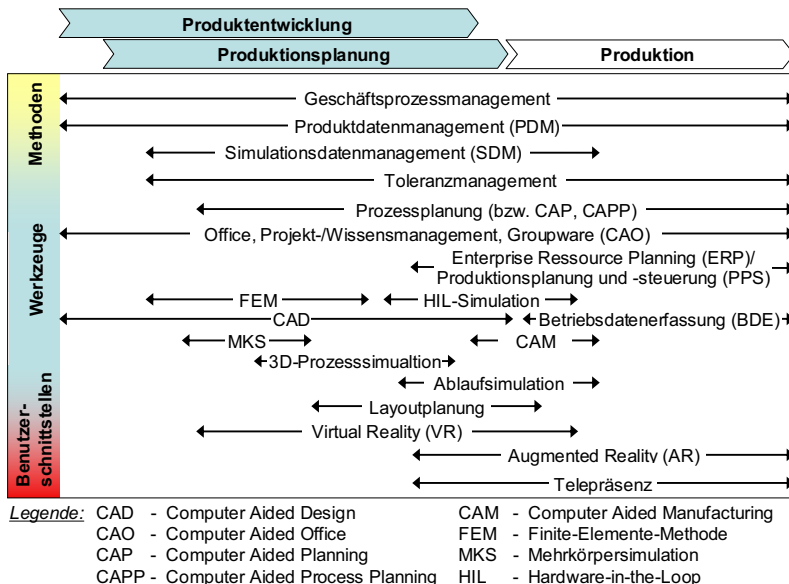 Produktentwicklung
Produktionsplanung
Produktion
Methoden
Geschäftsprozessmanagement
Produktdatenmanagement (PDM)
Simulationsdatenmanagement (SDM)
Toleranzmanagement
Werkzeuge
Prozessplanung (bzw. CAP, CAPP)
Office, Projekt-/Wissensmanagement, Groupware (CAO)
Enterprise Ressource Planning (ERP)/
Produktionsplanung und -steuerung (PPS)
FEM
HIL-Simulation
CAD
Betriebsdatenerfassung (BDE)
MKS
CAM
3D-Prozesssimualtion
Ablaufsimulation
Benutzer-
schnittstellen
Layoutplanung
Virtual Reality (VR)
Augmented Reality (AR)
Telepräsenz
Legende:
CAD - Computer Aided Design
CAO - Computer Aided Office
CAP - Computer Aided Planning
CAPP - Computer Aided Process Planning
CAM - Computer Aided Manufacturing
FEM - Finite-Elemente-Methode
MKS - Mehrkörpersimulation
HIL - Hardware-in-the-Loop